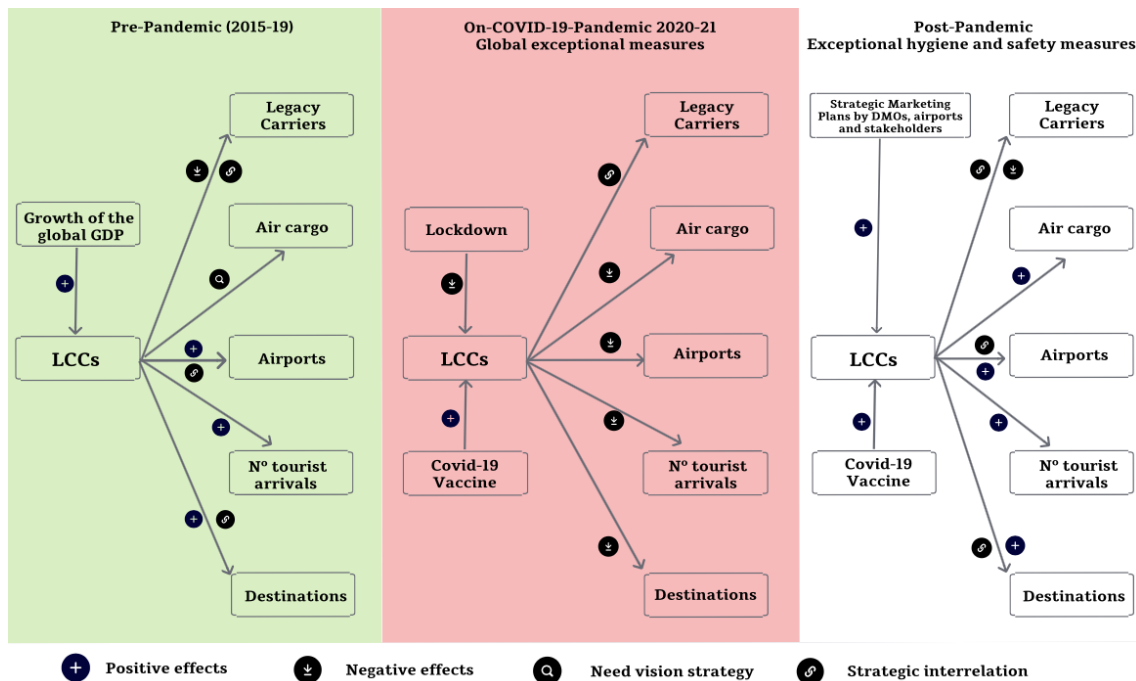 Pre-Pandemic (2015-19)
Legacy
Carriers
Growth of the
global GDP
Air cargo
LCCs
Airports
Nº tourist
arrivals
Destinations
On-COVID-19-Pandemic 2020-21
Global exceptional measures
Legacy
Carriers
Lockdown
Air cargo
LCCs
Airports
Covid-19
Vaccine
Nº tourist
arrivals
Destinations
Post-Pandemic
Exceptional hygiene and safety measures
Strategic Marketing
Plans by DMOs, airports
and stakeholders
Legacy
Carriers
Air cargo
LCCs
Airports
Covid-19
Vaccine
Nº tourist
arrivals
Destinations
Positive effects
Negative effects
Need vision strategy
Strategic interrelation